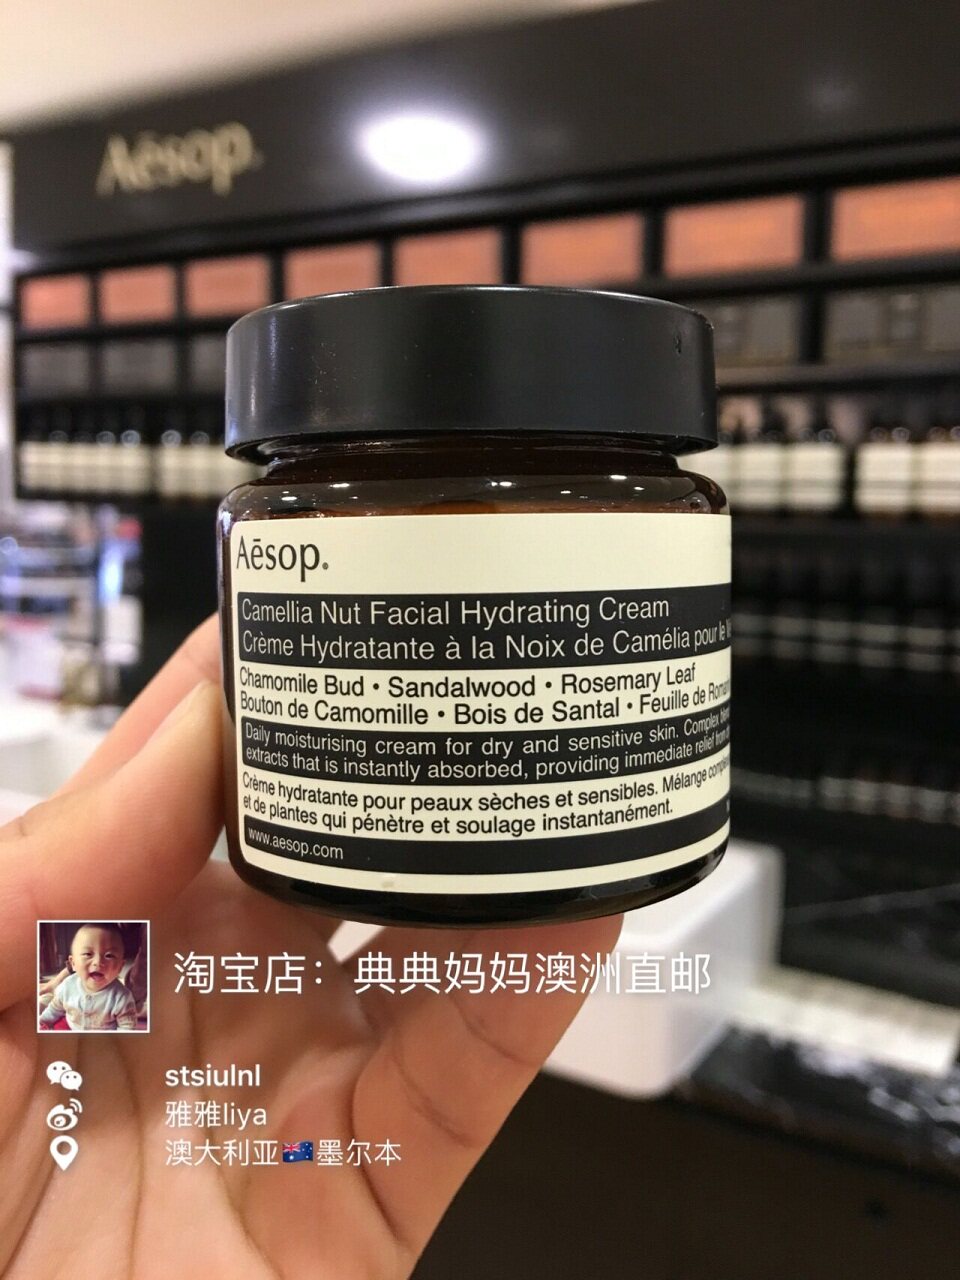 Aēsop.
Aēsop.
Camellia Nut Facial Hydrating Cream
Crème Hydratante à la Noix de Camélia pour le
Chamomile Bud • Sandalwood • Rosemary Leaf
Bouton de Camomille • Bois de Santal • Feuille de
Daily moisturising cream for dry and sensitive skin. Complex
extracts that is instantly absorbed, providing immediate relief from
Crème hydratante pour peaux sèches et sensibles. Mélange
et de plantes qui pénètre et soulage instantanément.
www.aesop.com
淘宝店：典典妈妈澳洲直邮
stsiulnl
雅雅liya
澳大利亚🇦🇺墨尔本